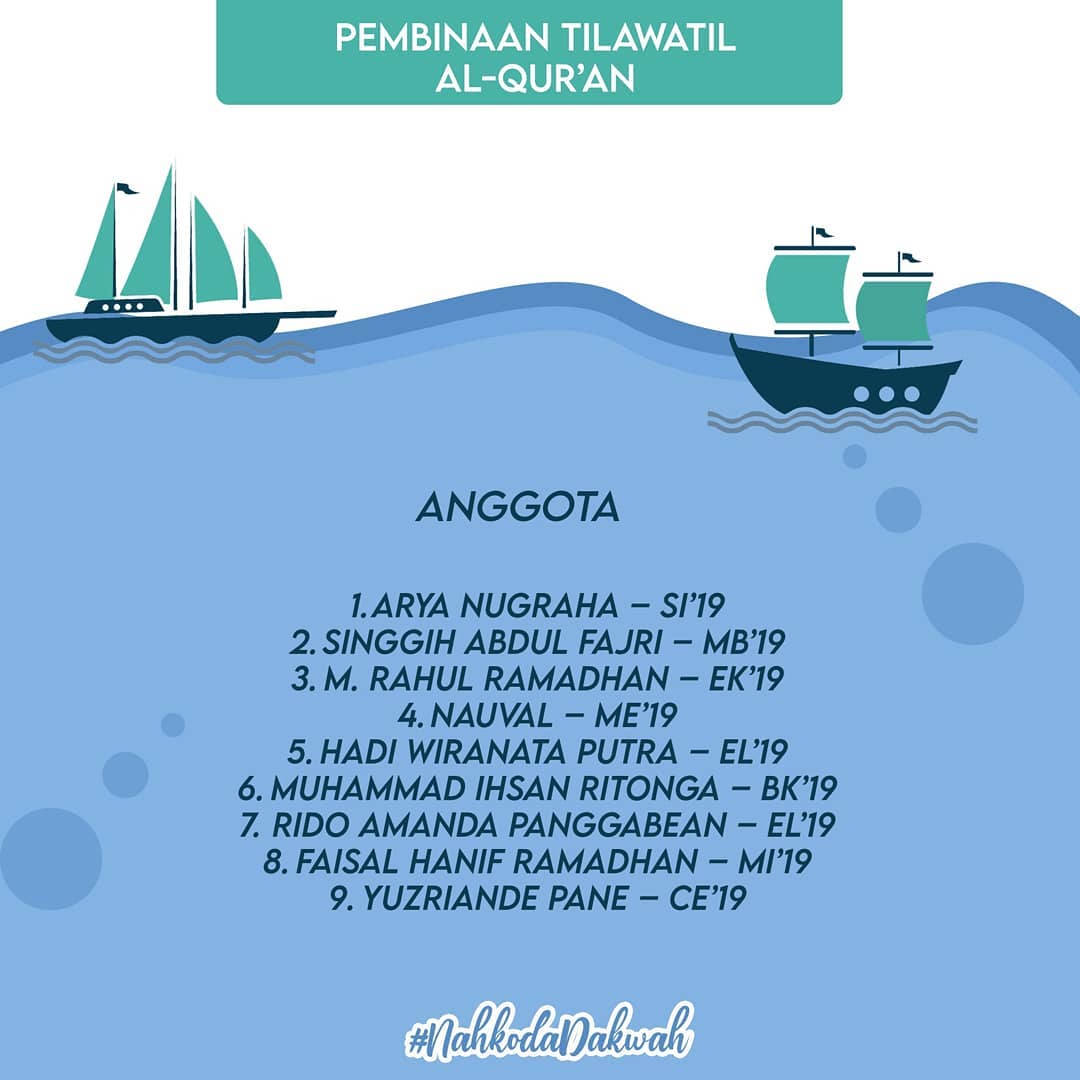 PEMBINAAN TILAWATIL
AL-QUR'AN
ANGGOTA
1. ARYA NUGRAHA – SI'19
2. SINGGIH ABDUL FAJRI – MB'19
3. M. RAHUL RAMADHAN – EK'19
4. NAUVAL – ME'19
5. HADI WIRANATA PUTRA – EL'19
6. MUHAMMAD IHSAN RITONGA – BK'19
7. RIDO AMANDA PANGGABEAN – EL'19
8. FAISAL HANIF RAMADHAN – MI'19
9. YUZRIANDE PANE – CE'19
#NahkodaDakwah